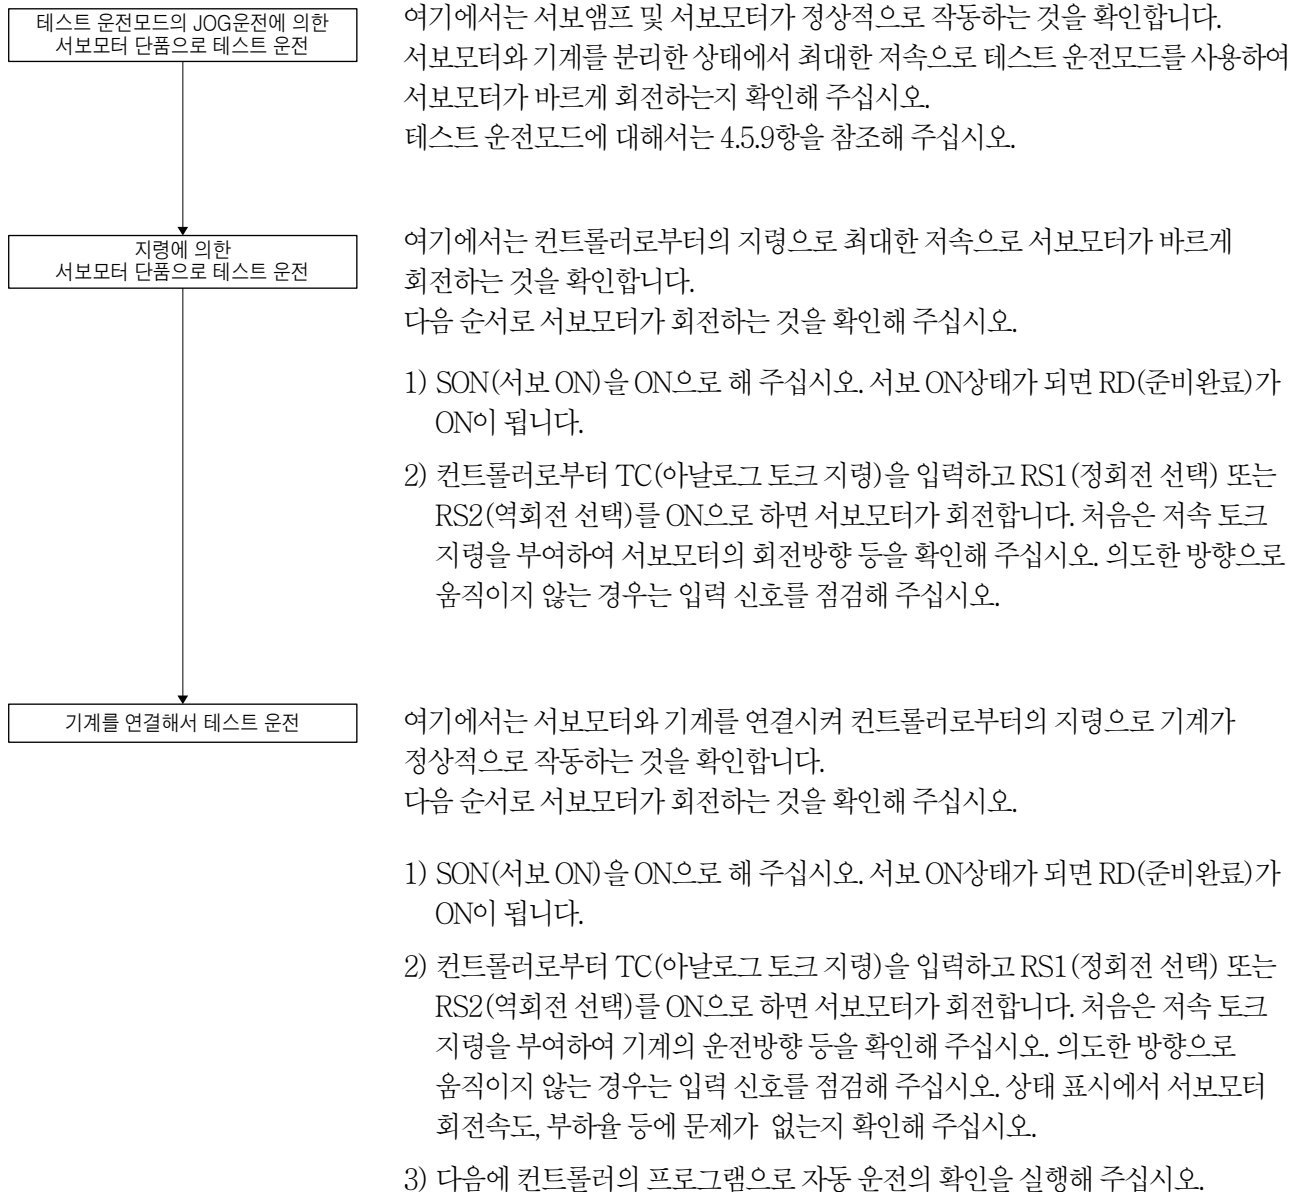 테스트 운전모드의 JOG운전에 의한
서보모터 단품으로 테스트 운전
여기에서는 서보앰프 및 서보모터가 정상적으로 작동하는 것을 확인합니다.
서보모터와 기계를 분리한 상태에서 최대한 저속으로 테스트 운전모드를 사용하여
서보모터가 바르게 회전하는지 확인해 주십시오.
테스트 운전모드에 대해서는 4.5.9항을 참조해 주십시오.
지령에 의한
서보모터 단품으로 테스트 운전
여기에서는 컨트롤러로부터의 지령으로 최대한 저속으로 서보모터가 바르게
회전하는 것을 확인합니다.
다음 순서로 서보모터가 회전하는 것을 확인해 주십시오.
1) SON(서보 ON)을 ON으로 해 주십시오. 서보 ON상태가 되면 RD(준비완료)가
ON이 됩니다.
2) 컨트롤러로부터 TC(아날로그 토크 지령)을 입력하고 RS1(정회전 선택) 또는
RS2(역회전 선택)를 ON으로 하면 서보모터가 회전합니다. 처음은 저속 토크
지령을 부여하여 서보모터의 회전방향 등을 확인해 주십시오. 의도한 방향으로
움직이지 않는 경우는 입력 신호를 점검해 주십시오.
기계를 연결해서 테스트 운전
여기에서는 서보모터와 기계를 연결시켜 컨트롤러로부터의 지령으로 기계가
정상적으로 작동하는 것을 확인합니다.
다음 순서로 서보모터가 회전하는 것을 확인해 주십시오.
1) SON(서보 ON)을 ON으로 해 주십시오. 서보 ON상태가 되면 RD(준비완료)가
ON이 됩니다.
2) 컨트롤러로부터 TC(아날로그 토크 지령)을 입력하고 RS1(정회전 선택) 또는
RS2(역회전 선택)를 ON으로 하면 서보모터가 회전합니다. 처음은 저속 토크
지령을 부여하여 기계의 운전방향 등을 확인해 주십시오. 의도한 방향으로
움직이지 않는 경우는 입력 신호를 점검해 주십시오. 상태 표시에서 서보모터
회전속도, 부하율 등에 문제가 없는지 확인해 주십시오.
3) 다음에 컨트롤러의 프로그램으로 자동 운전의 확인을 실행해 주십시오.